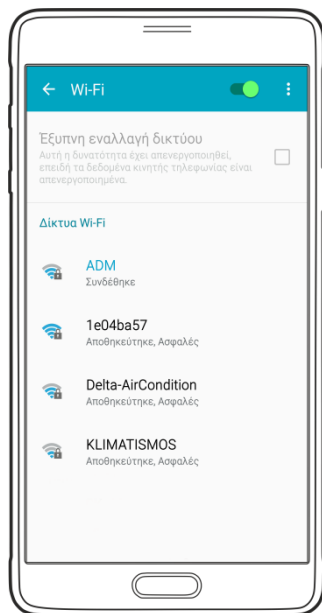 Wi-Fi
Έξυπνη εναλλαγή δικτύου
Αυτή η δυνατότητα έχει απενεργοποιηθεί,
επειδή τα δεδομένα κινητής τηλεφωνίας είναι
απενεργοποιημένα.
Δίκτυα Wi-Fi
ADM
Συνδέθηκε
1e04ba57
Αποθηκεύτηκε, Ασφαλές
Delta-AirCondition
Αποθηκεύτηκε, Ασφαλές
KLIMATISMOS
Αποθηκεύτηκε, Ασφαλές